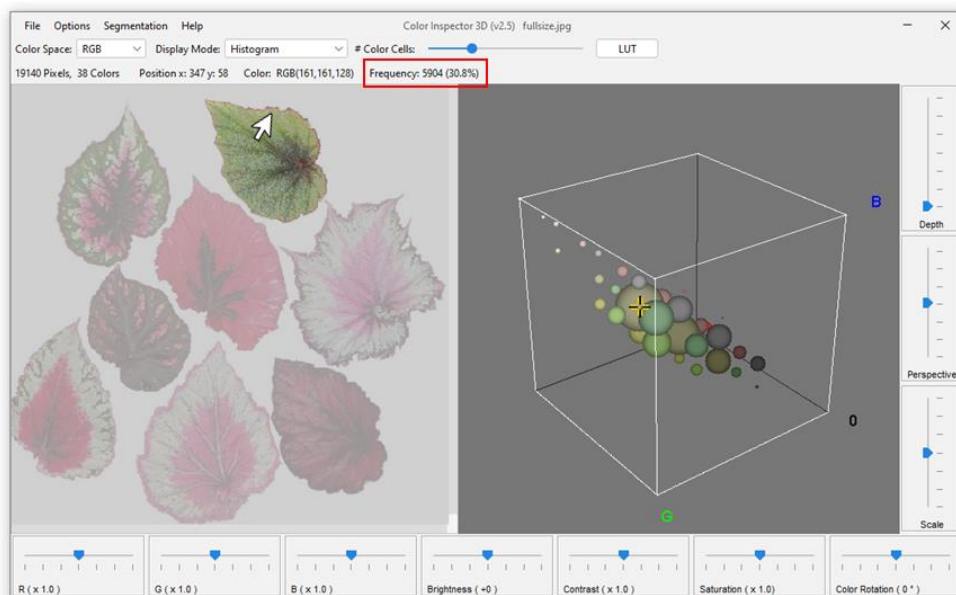 File Options Segmentation Help Color Inspector 3D (v2.5) fullsize.jpg
Color Space: RGB Display Mode: Histogram # Color Cells: LUT
19140 Pixels, 38 Colors Position x: 347 y: 58 Color: RGB(161,161,128) Frequency: 5904 (30.8%)
B
Depth
Perspective
0
G
Scale
R ( x 1.0 ) G ( x 1.0 ) B ( x 1.0 ) Brightness ( +0 ) Contrast ( x 1.0 ) Saturation ( x 1.0 ) Color Rotation ( 0 ° )